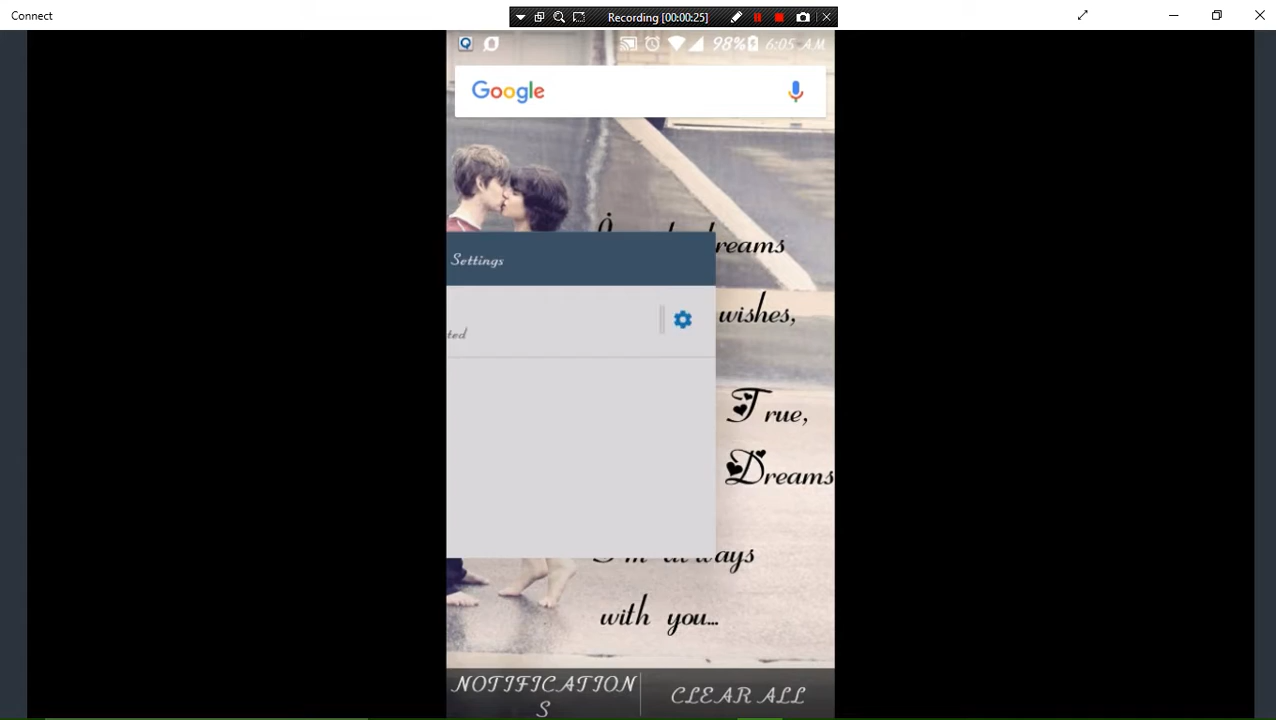 Connect
Recording [00:00:25]
98% 6:05 AM
Google
reams
Settings
wishes,
ted
True,
Dreams
I'm always
with you...
NOTIFICATION
S
CLEAR ALL